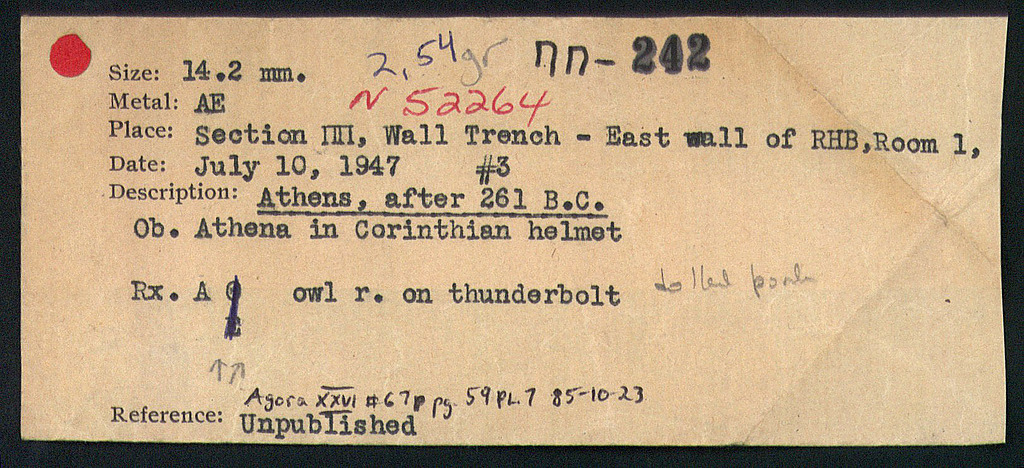 2,54gr ΠΠ- 242
Size: 14.2 mm.
N 52264
Metal: AE
Place: Section III, Wall Trench - East wall of RHB,Room 1,
Date: July 10, 1947 #3
Description: Athens, after 261 B.C.
Ob. Athena in Corinthian helmet
Rx. A owl r. on thunderbolt
E
↑↗
Agora XXVI #67 pg. 59 PL.7 85-10-23
Reference: Unpublished